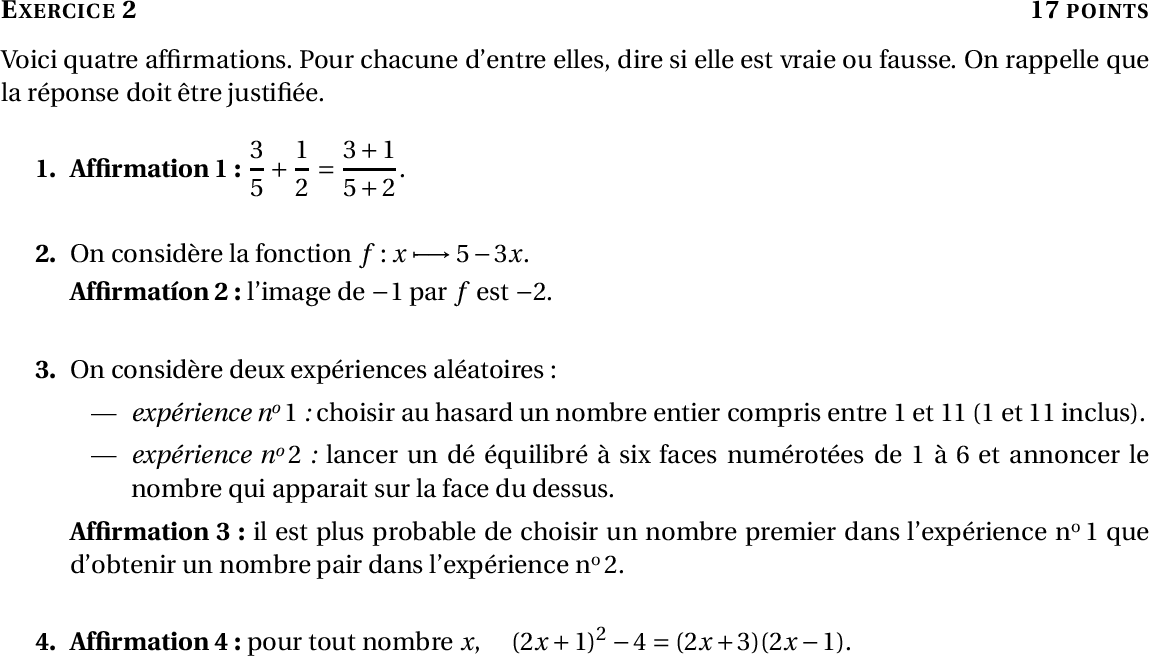 EXERCICE 2 17 POINTS
Voici quatre affirmations. Pour chacune d'entre elles, dire si elle est vraie ou fausse. On rappelle que
la réponse doit être justifiée.
1. Affirmation 1 : 3/5 + 1/2 = (3 + 1)/(5 + 2).
2. On considère la fonction f : x ⟼ 5 − 3x.
Affirmatíon 2 : l'image de −1 par f est −2.
3. On considère deux expériences aléatoires :
— expérience nº 1 : choisir au hasard un nombre entier compris entre 1 et 11 (1 et 11 inclus).
— expérience nº 2 : lancer un dé équilibré à six faces numérotées de 1 à 6 et annoncer le
nombre qui apparait sur la face du dessus.
Affirmation 3 : il est plus probable de choisir un nombre premier dans l'expérience nº 1 que
d'obtenir un nombre pair dans l'expérience nº 2.
4. Affirmation 4 : pour tout nombre x, (2x + 1)² − 4 = (2x + 3)(2x − 1).